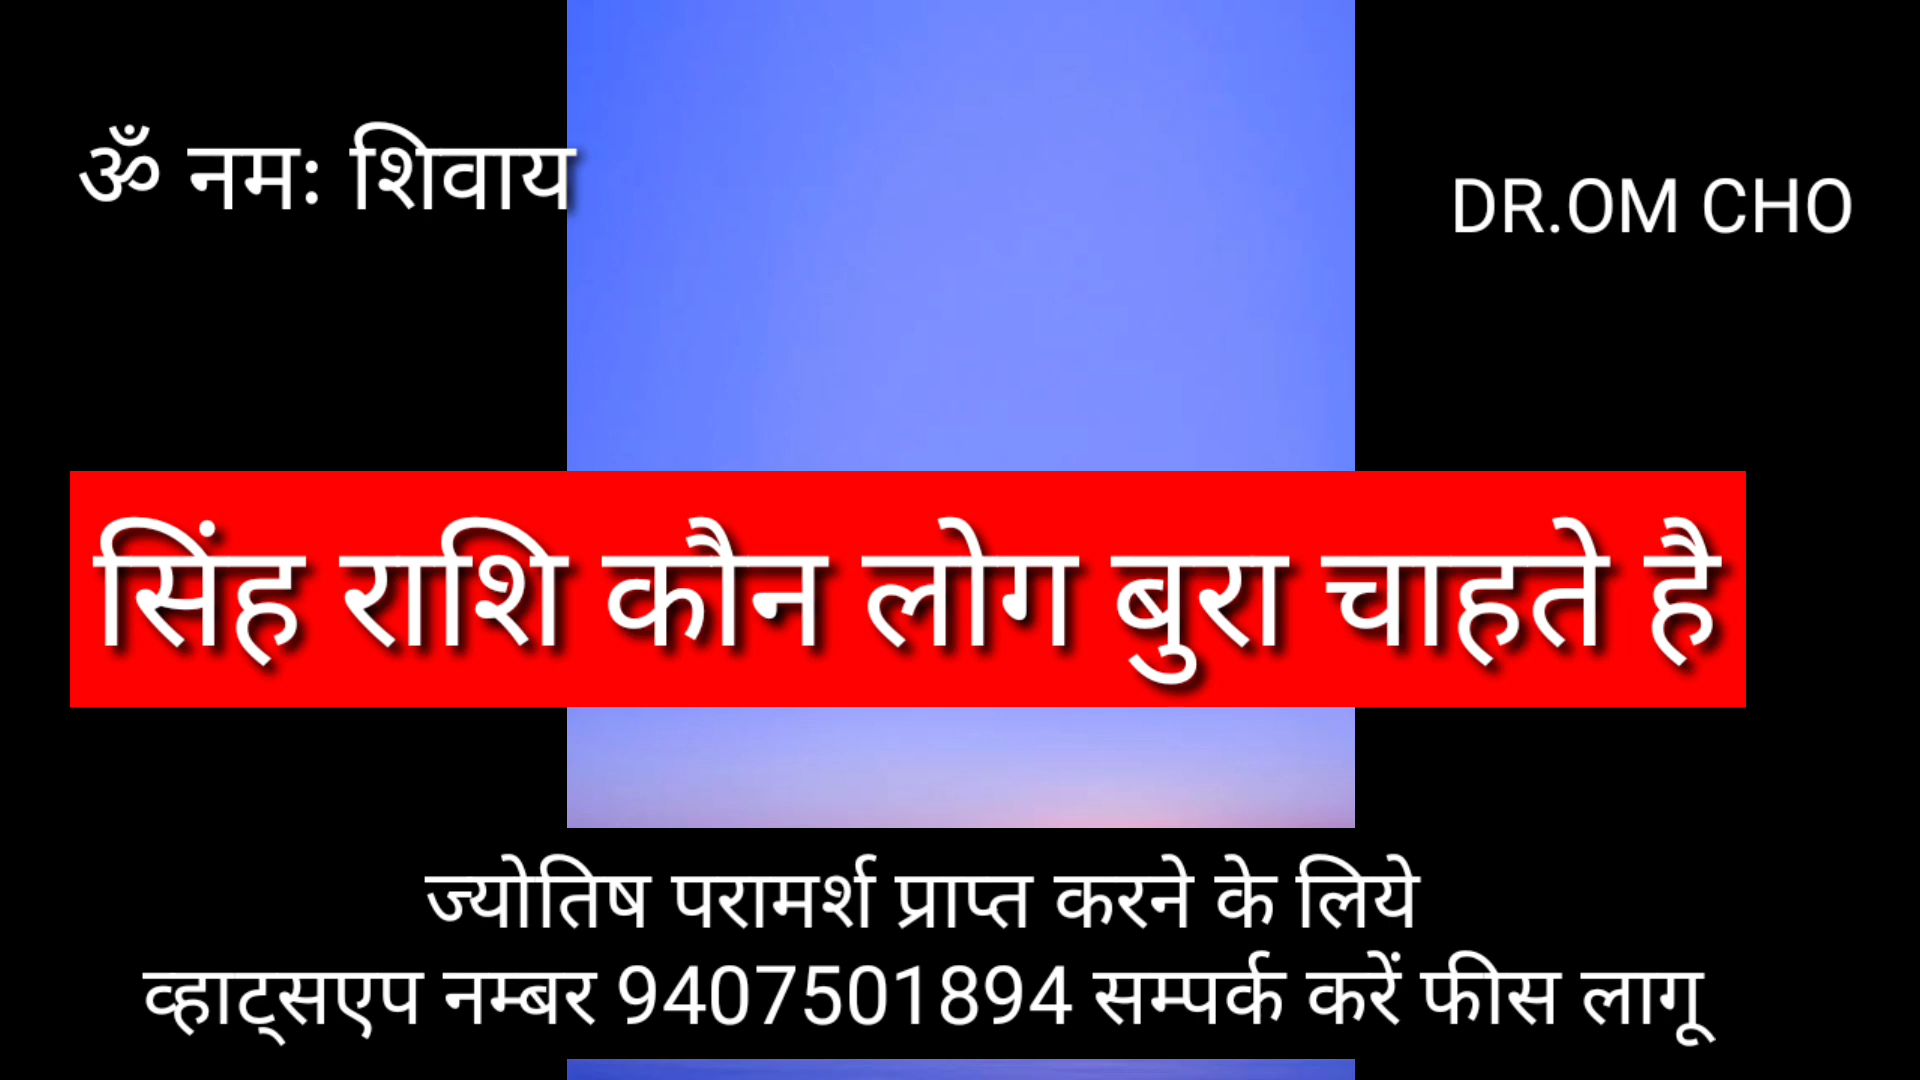 ॐ नमः शिवाय
DR.OM CHO
सिंह राशि कौन लोग बुरा चाहते है
ज्योतिष परामर्श प्राप्त करने के लिये
व्हाट्सएप नम्बर 9407501894 सम्पर्क करें फीस लागू